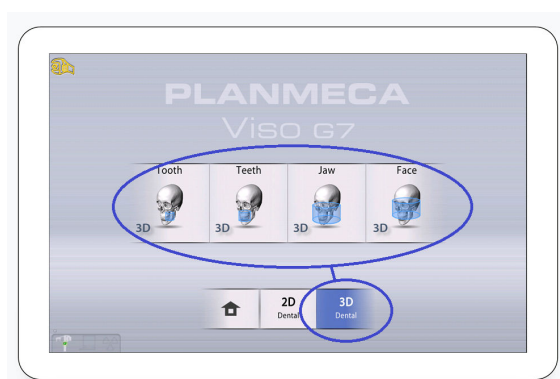 PLANMECA
VISO G7
Tooth
Teeth
Jaw
Face
3D
3D
3D
3D
2D
Dental
3D
Dental